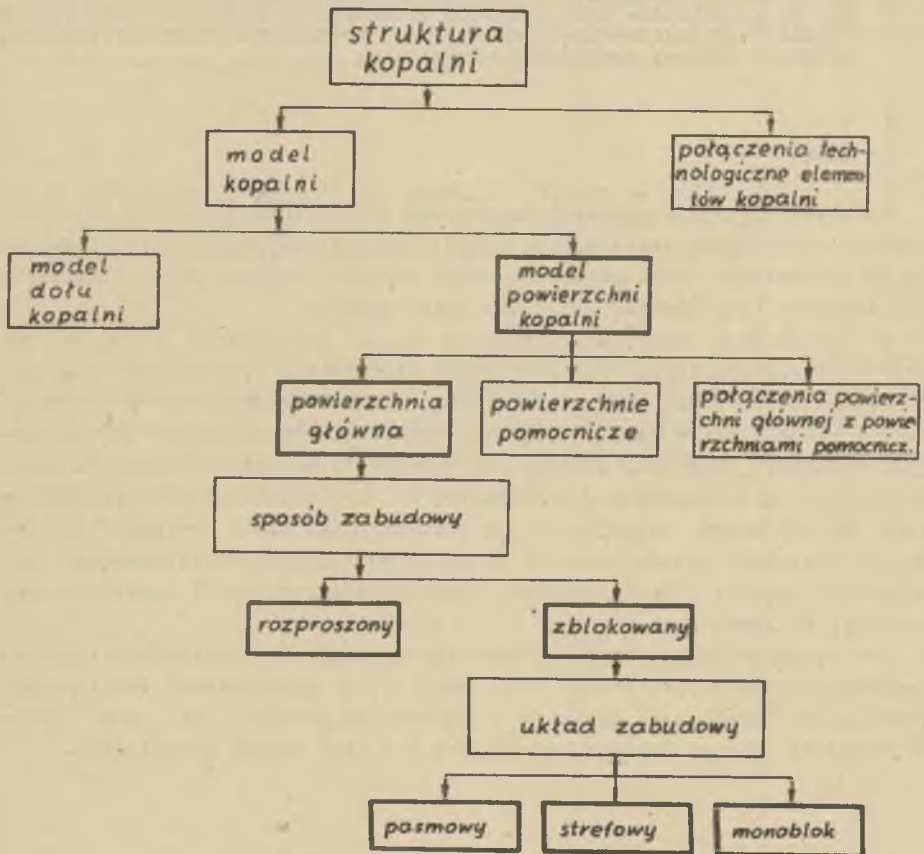 struktura
kopalni
model
kopalni
połączenia tech-
nologiczne elemen
tów kopalni
model
dołu
kopalni
model
powierzchni
kopalni
powierzchnia
główna
powierzchnie
pomocnicze
połączenia powierz-
chni głównej z powie
rzchniami pomocnicz.
sposób zabudowy
rozproszony
zblokowany
układ zabudowy
pasmowy
strefowy
monoblok